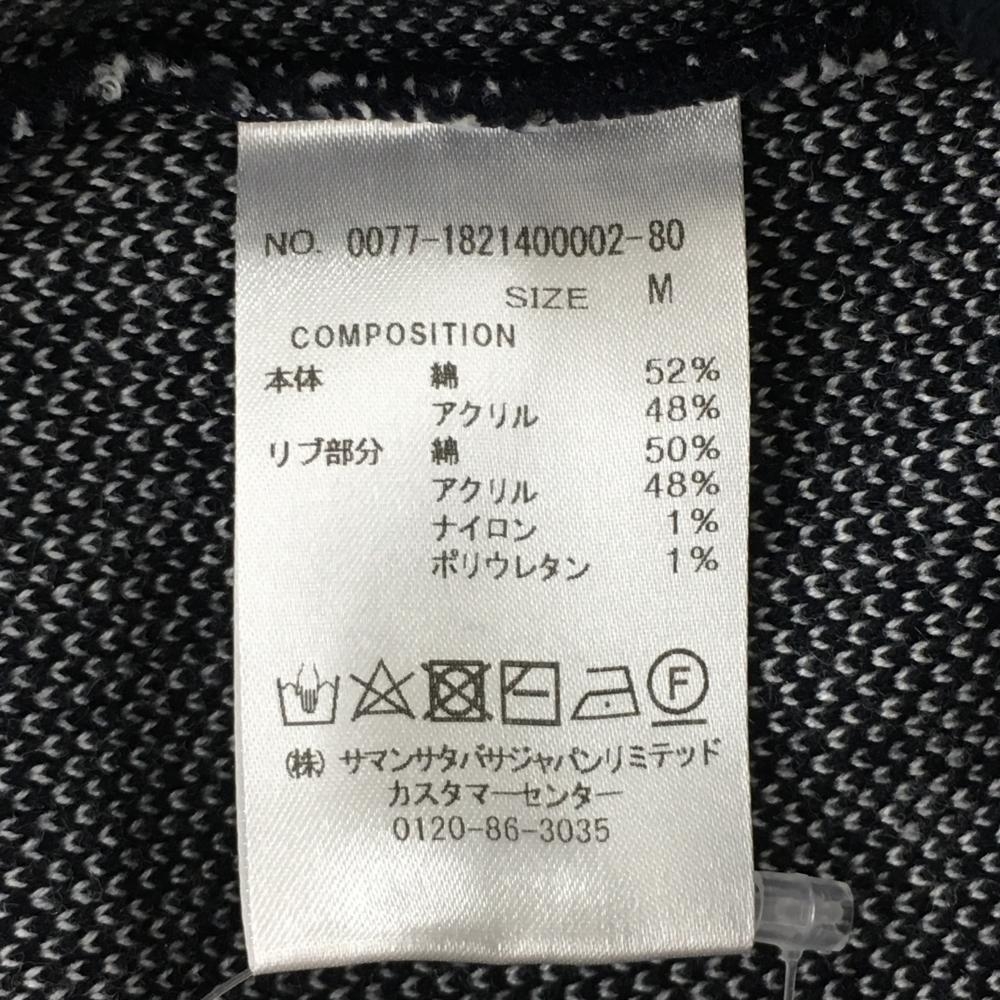 NO. 0077-1821400002-80
SIZE M
COMPOSITION
本体 綿 52%
アクリル 48%
リブ部分 綿 50%
アクリル 48%
ナイロン 1%
ポリウレタン 1%
F
(株) サマンサタバサジャパンリミテッド
カスタマーセンター
0120-86-3035